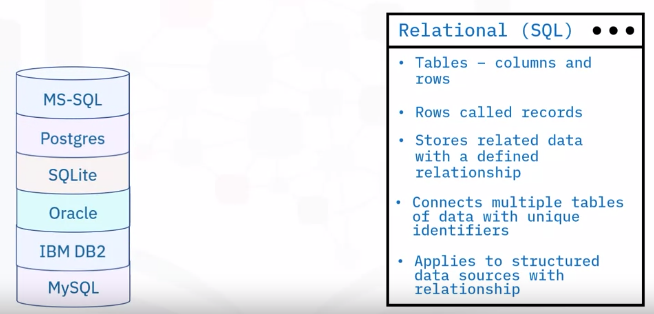 MS-SQL
Postgres
SQLite
Oracle
IBM DB2
MySQL
Relational (SQL)
• Tables – columns and
rows
• Rows called records
• Stores related data
with a defined
relationship
• Connects multiple tables
of data with unique
identifiers
• Applies to structured
data sources with
relationship